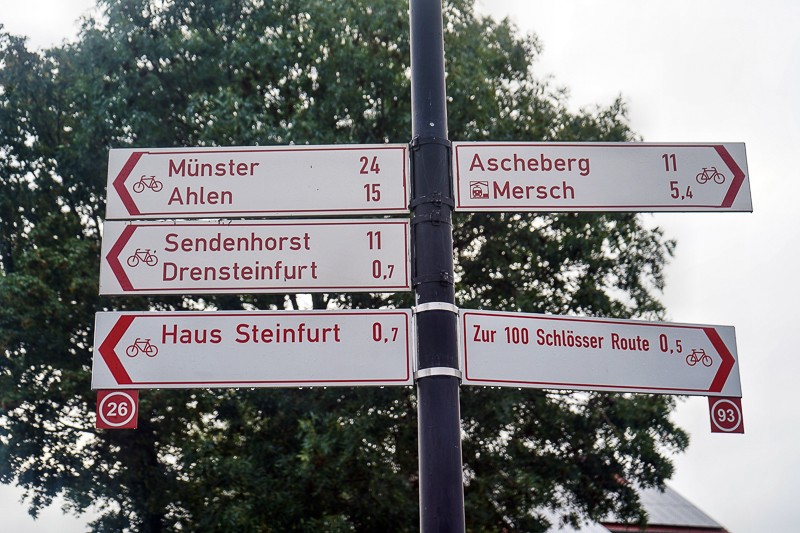 Münster 24
Ahlen 15
Sendenhorst 11
Drensteinfurt 0,7
Haus Steinfurt 0,7
26
Ascheberg 11
Mersch 5,4
Zur 100 Schlösser Route 0,5
93